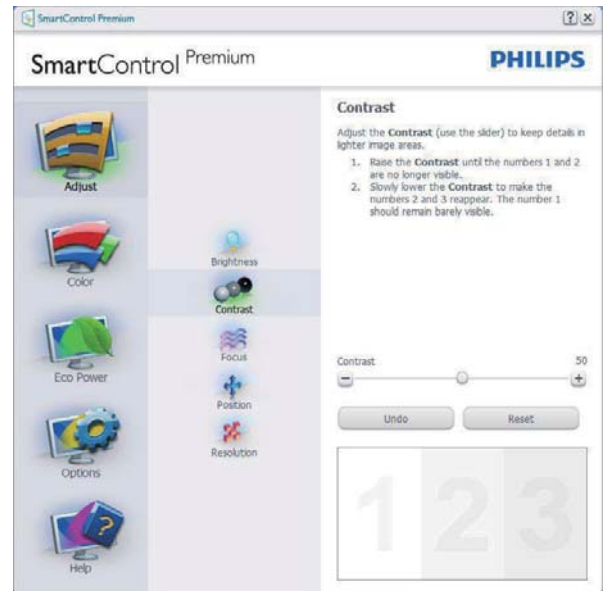 SmartControl Premium
? x
SmartControl Premium
PHILIPS
Adjust
Color
Eco Power
Options
Help
Brightness
Contrast
Focus
Position
Resolution
Contrast
Adjust the Contrast (use the slider) to keep details in
lighter image areas.
1. Raise the Contrast until the numbers 1 and 2
are no longer visible.
2. Slowly lower the Contrast to make the
numbers 2 and 3 reappear. The number 1
should remain barely visible.
Contrast 50
Undo Reset
1 2 3